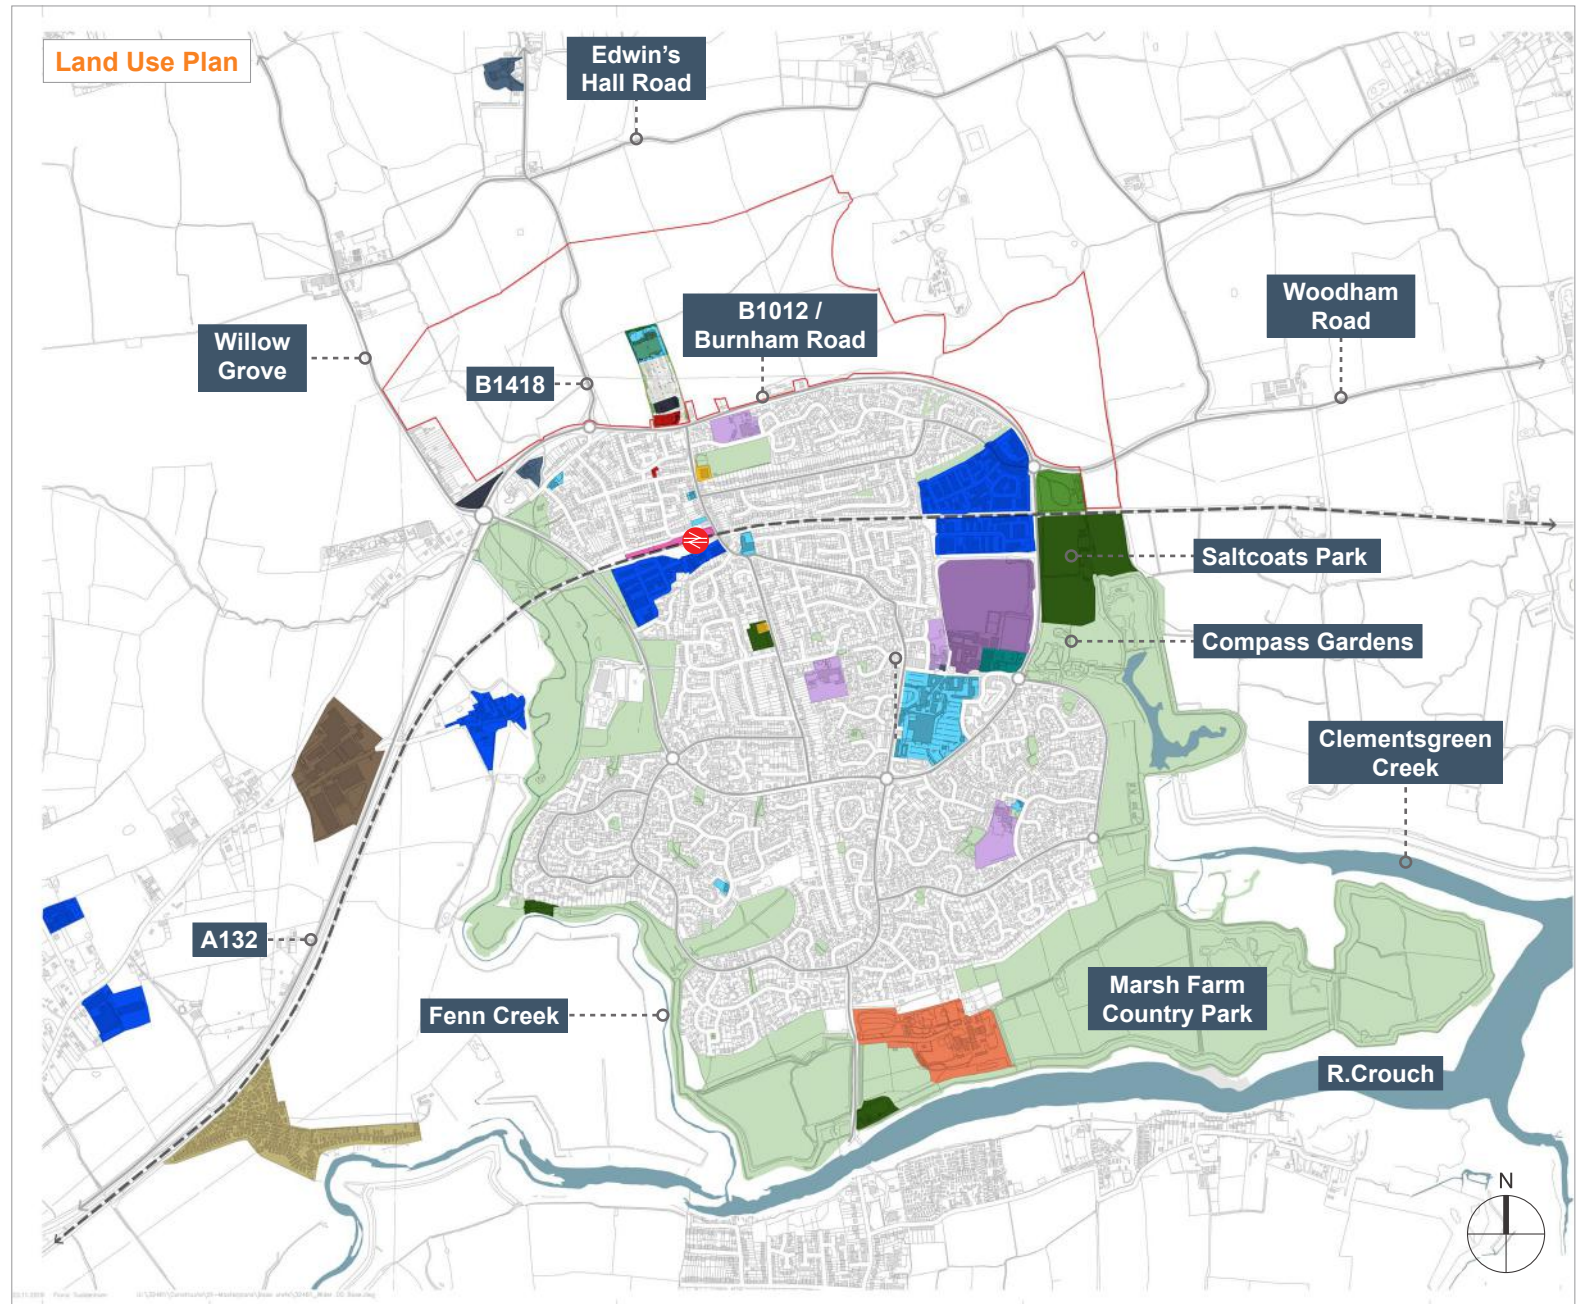 Land Use Plan
Edwin's
Hall Road
Woodham
Road
B1012 /
Burnham Road
Willow
Grove
B1418
Saltcoats Park
Compass Gardens
Clementsgreen
Creek
A132
Marsh Farm
Country Park
Fenn Creek
R.Crouch
N